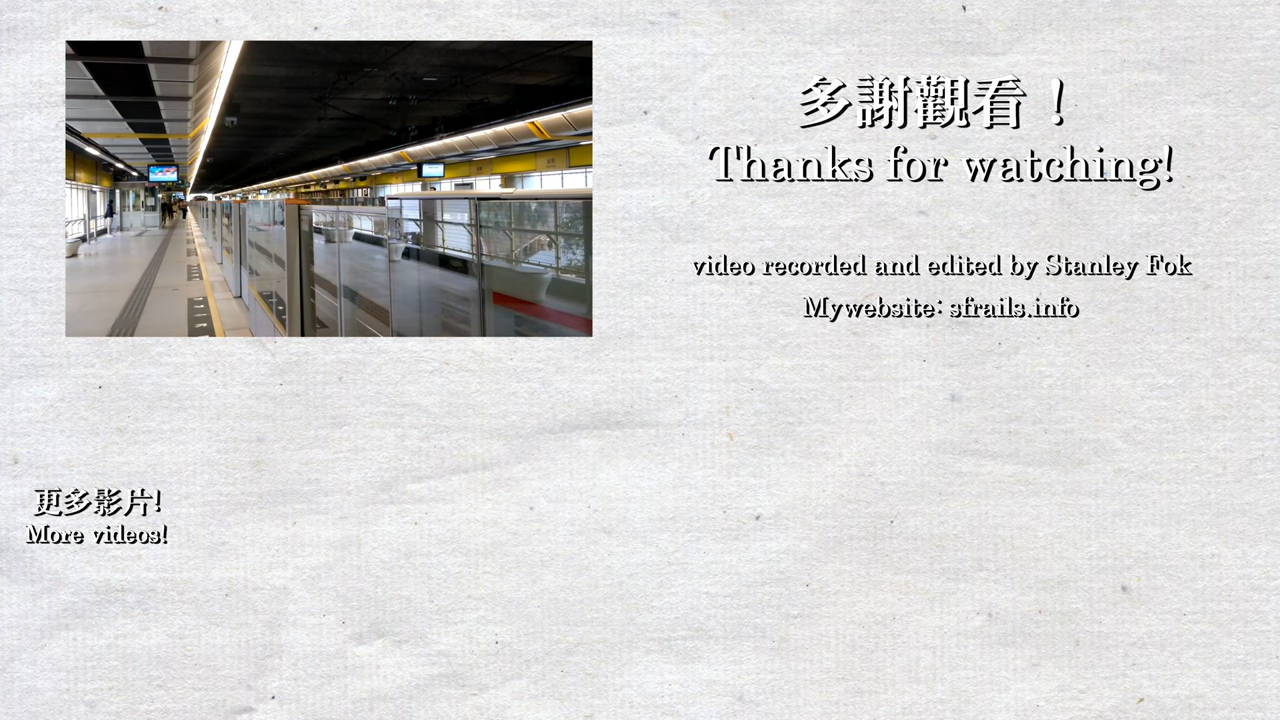 多謝觀看！
Thanks for watching!
video recorded and edited by Stanley Fok
Mywebsite: sfrails.info
更多影片!
More videos!